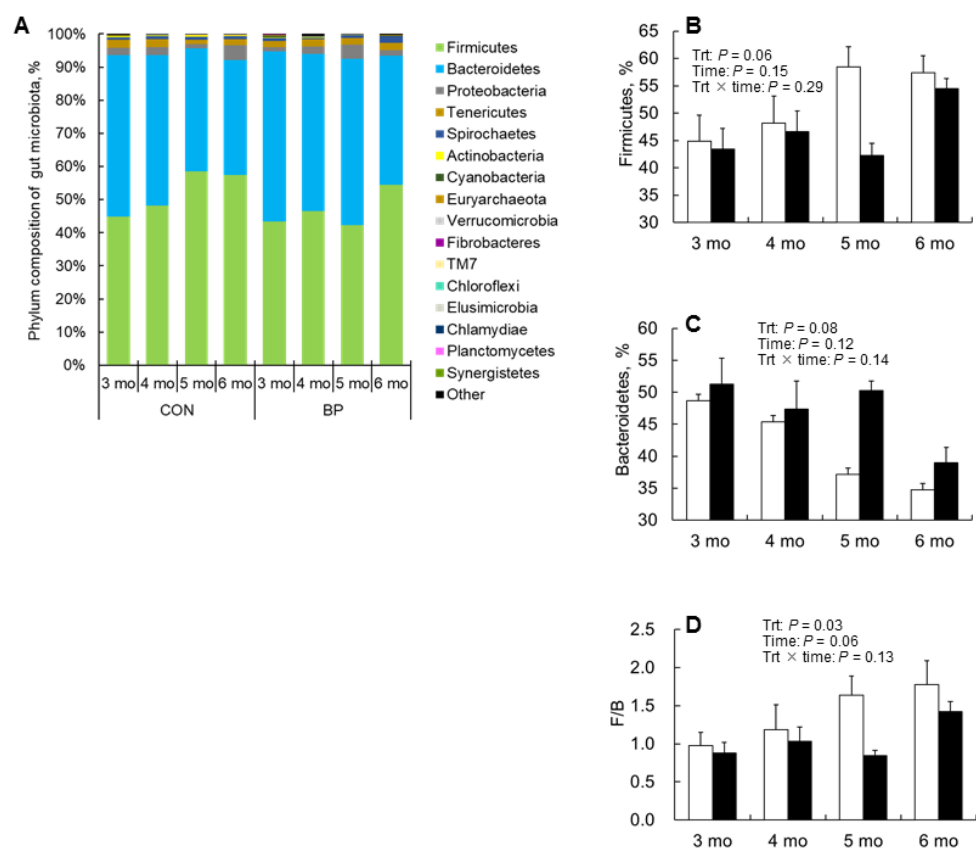 A
Phylum composition of gut microbiota, %
100%
90%
80%
70%
60%
50%
40%
30%
20%
10%
0%
3 mo 4 mo 5 mo 6 mo 3 mo 4 mo 5 mo 6 mo
CON BP
Firmicutes
Bacteroidetes
Proteobacteria
Tenericutes
Spirochaetes
Actinobacteria
Cyanobacteria
Euryarchaeota
Verrucomicrobia
Fibrobacteres
TM7
Chloroflexi
Elusimicrobia
Chlamydiae
Planctomycetes
Synergistetes
Other
B
Trt: P = 0.06
Time: P = 0.15
Trt × time: P = 0.29
Firmicutes, %
65
60
55
50
45
40
35
30
3 mo 4 mo 5 mo 6 mo
C
Trt: P = 0.08
Time: P = 0.12
Trt × time: P = 0.14
Bacteroidetes, %
60
55
50
45
40
35
30
3 mo 4 mo 5 mo 6 mo
D
Trt: P = 0.03
Time: P = 0.06
Trt × time: P = 0.13
F/B
2.5
2.0
1.5
1.0
0.5
0.0
3 mo 4 mo 5 mo 6 mo